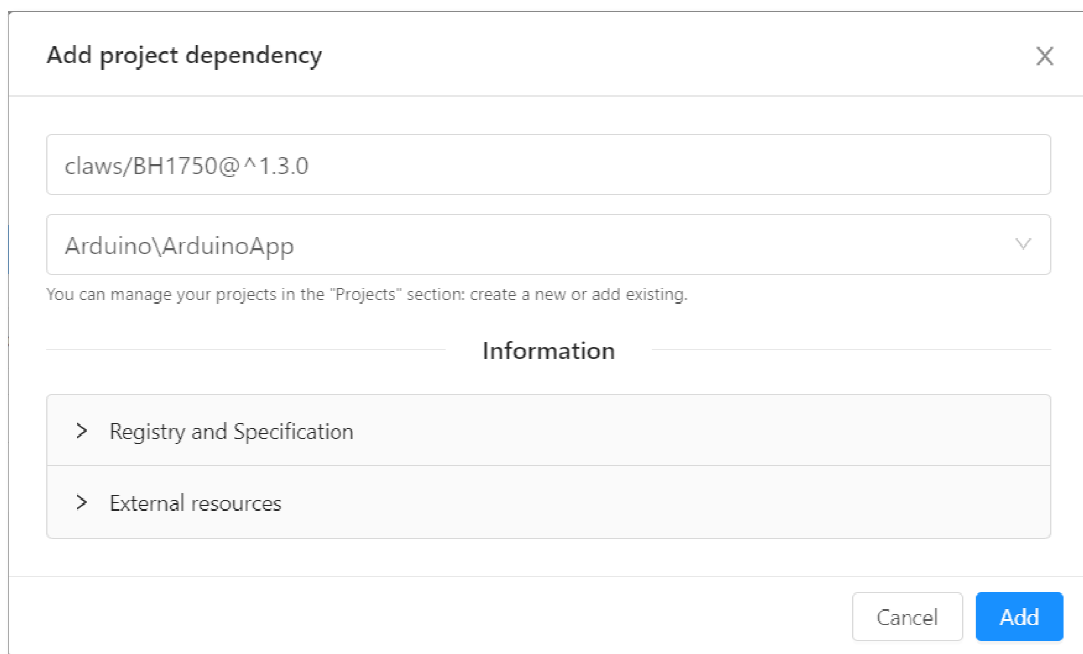 Add project dependency
claws/BH1750@^1.3.0
Arduino\ArduinoApp
You can manage your projects in the "Projects" section: create a new or add existing.
Information
Registry and Specification
External resources
Cancel
Add